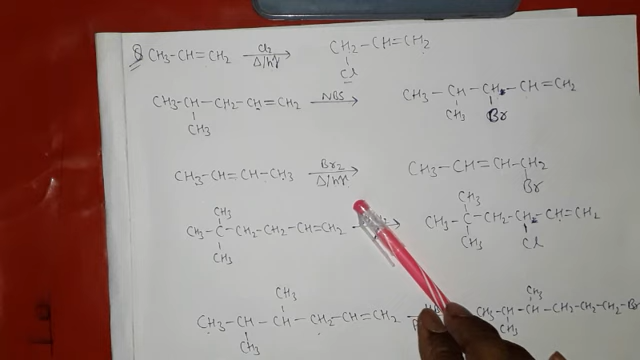 Q CH3-CH=CH2 Cl2 Δ/hν → CH2-CH=CH2
Cl
CH3-CH-CH2-CH=CH2 NBS → CH3-CH-CH-CH=CH2
CH3 CH3 Br
CH3-CH=CH-CH3 Br2 Δ/hν → CH3-CH=CH-CH2
Br
CH3 CH3
CH3-C-CH2-CH2-CH=CH2 → CH3-C-CH2-CH-CH=CH2
CH3 CH3 Cl
CH3 CH3
CH3-CH-CH-CH2-CH=CH2 CH3-CH-CH-CH2-CH2-CH2-Br
CH3 CH3